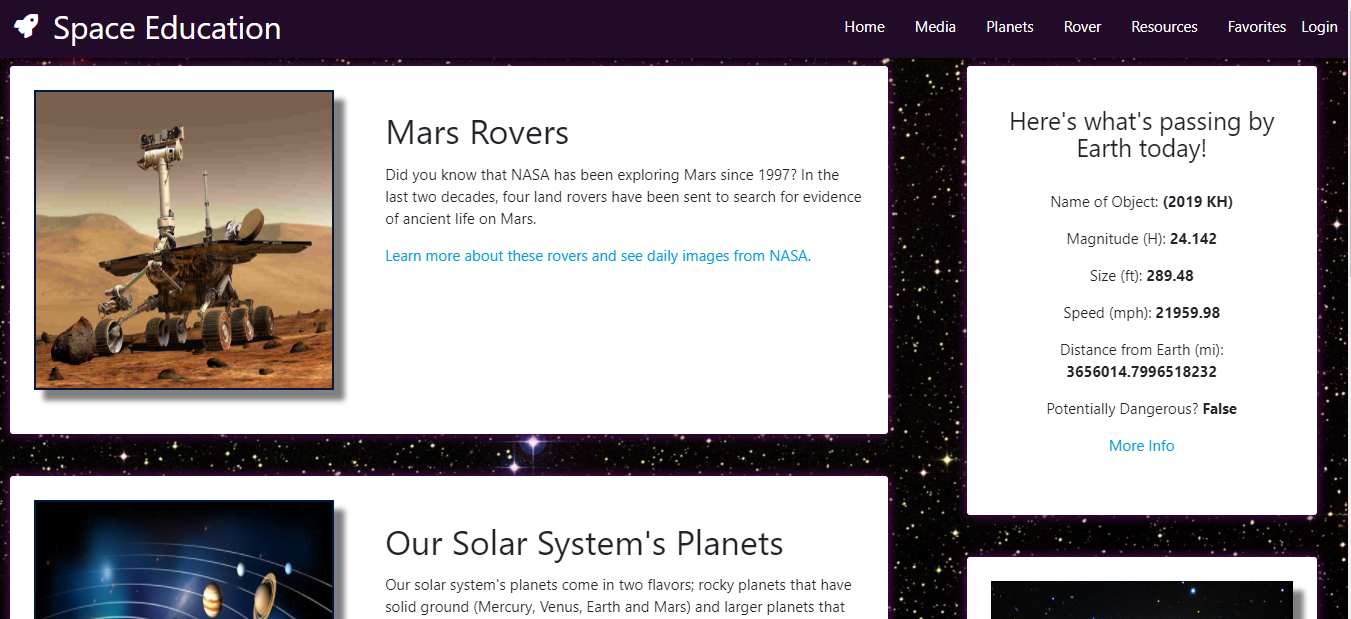 Space Education
Home Media Planets Rover Resources Favorites Login
Mars Rovers
Did you know that NASA has been exploring Mars since 1997? In the
last two decades, four land rovers have been sent to search for evidence
of ancient life on Mars.
Learn more about these rovers and see daily images from NASA.
Our Solar System's Planets
Our solar system's planets come in two flavors; rocky planets that have
solid ground (Mercury, Venus, Earth and Mars) and larger planets that
Here's what's passing by
Earth today!
Name of Object: (2019 KH)
Magnitude (H): 24.142
Size (ft): 289.48
Speed (mph): 21959.98
Distance from Earth (mi):
3656014.7996518232
Potentially Dangerous? False
More Info